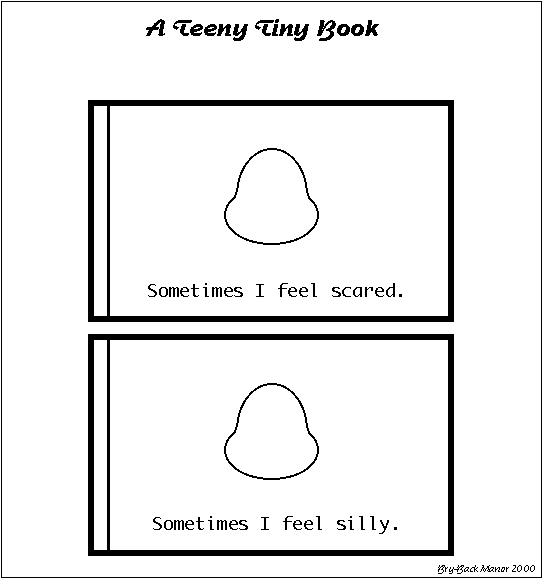 A Teeny Tiny Book
Sometimes I feel scared.
Sometimes I feel silly.
Bry-Back Manor 2000